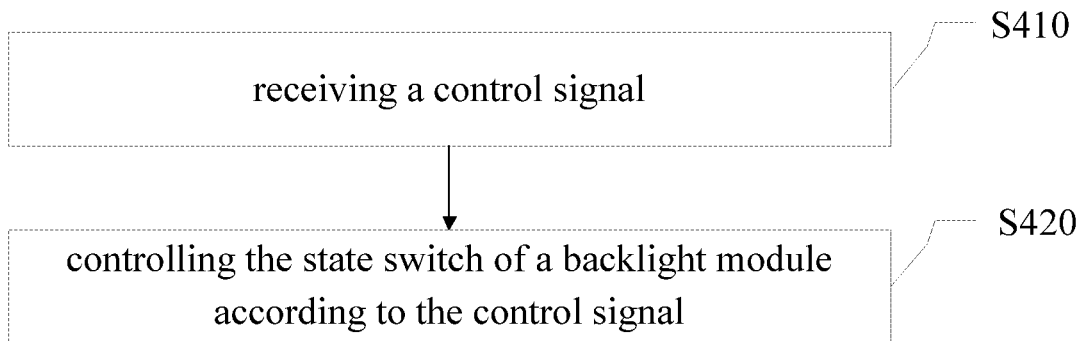 S410
receiving a control signal
S420
controlling the state switch of a backlight module
according to the control signal